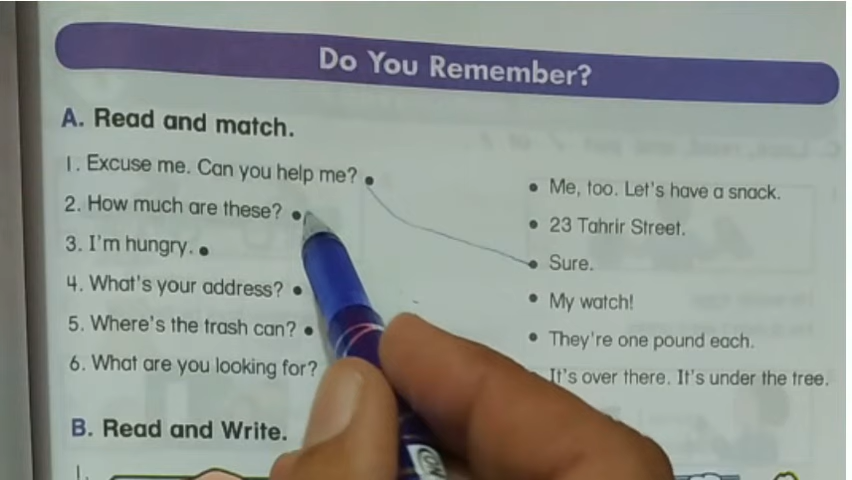 Do You Remember?
A. Read and match.
1. Excuse me. Can you help me?
2. How much are these?
3. I'm hungry.
4. What's your address?
5. Where's the trash can?
6. What are you looking for?
Me, too. Let's have a snack.
23 Tahrir Street.
Sure.
My watch!
They're one pound each.
It's over there. It's under the tree.
B. Read and Write.
1.